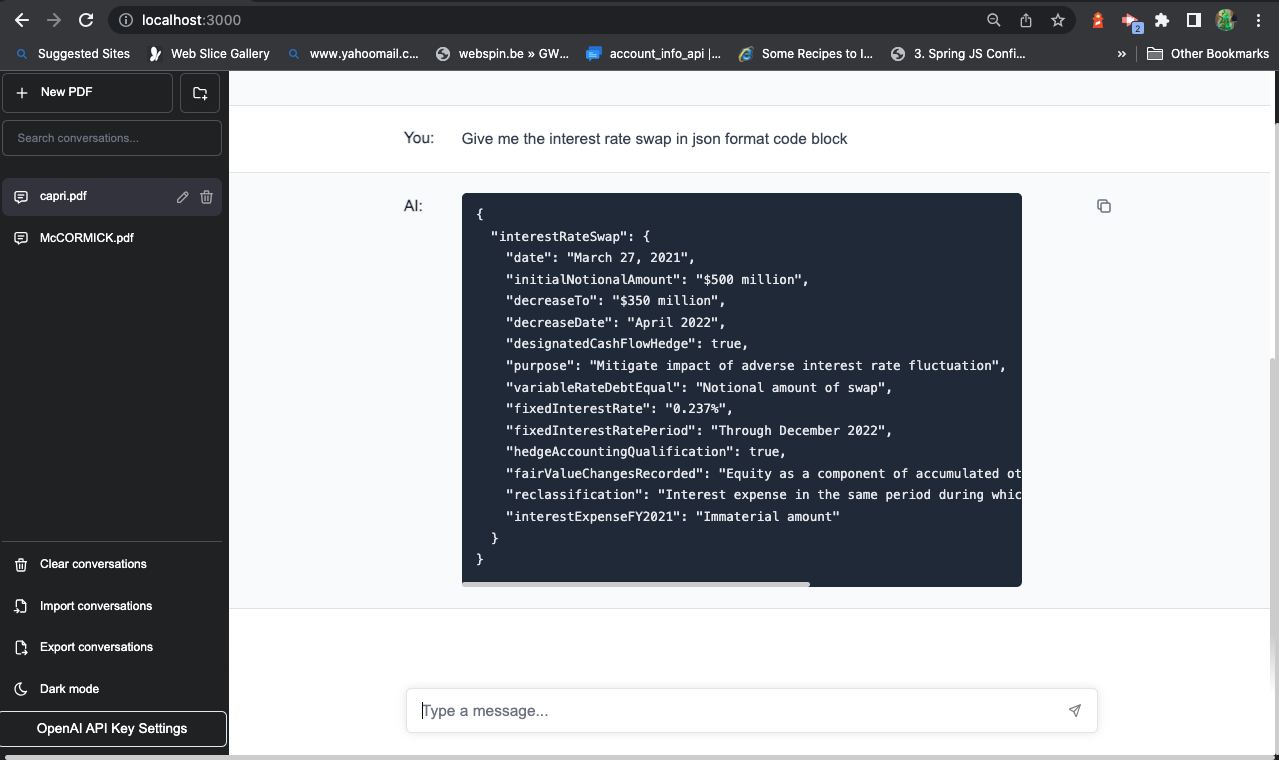 localhost:3000
2
Suggested Sites
Web Slice Gallery
www.yahoomail.c...
webspin.be » GW...
account_info_api |...
Some Recipes to I...
3. Spring JS Confi...
»
Other Bookmarks
+ New PDF
Search conversations...
capri.pdf
McCORMICK.pdf
Clear conversations
Import conversations
Export conversations
Dark mode
OpenAI API Key Settings
You: Give me the interest rate swap in json format code block
AI:
{
"interestRateSwap": {
"date": "March 27, 2021",
"initialNotionalAmount": "$500 million",
"decreaseTo": "$350 million",
"decreaseDate": "April 2022",
"designatedCashFlowHedge": true,
"purpose": "Mitigate impact of adverse interest rate fluctuation",
"variableRateDebtEqual": "Notional amount of swap",
"fixedInterestRate": "0.237%",
"fixedInterestRatePeriod": "Through December 2022",
"hedgeAccountingQualification": true,
"fairValueChangesRecorded": "Equity as a component of accumulated ot
"reclassification": "Interest expense in the same period during whic
"interestExpenseFY2021": "Immaterial amount"
}
}
Type a message...